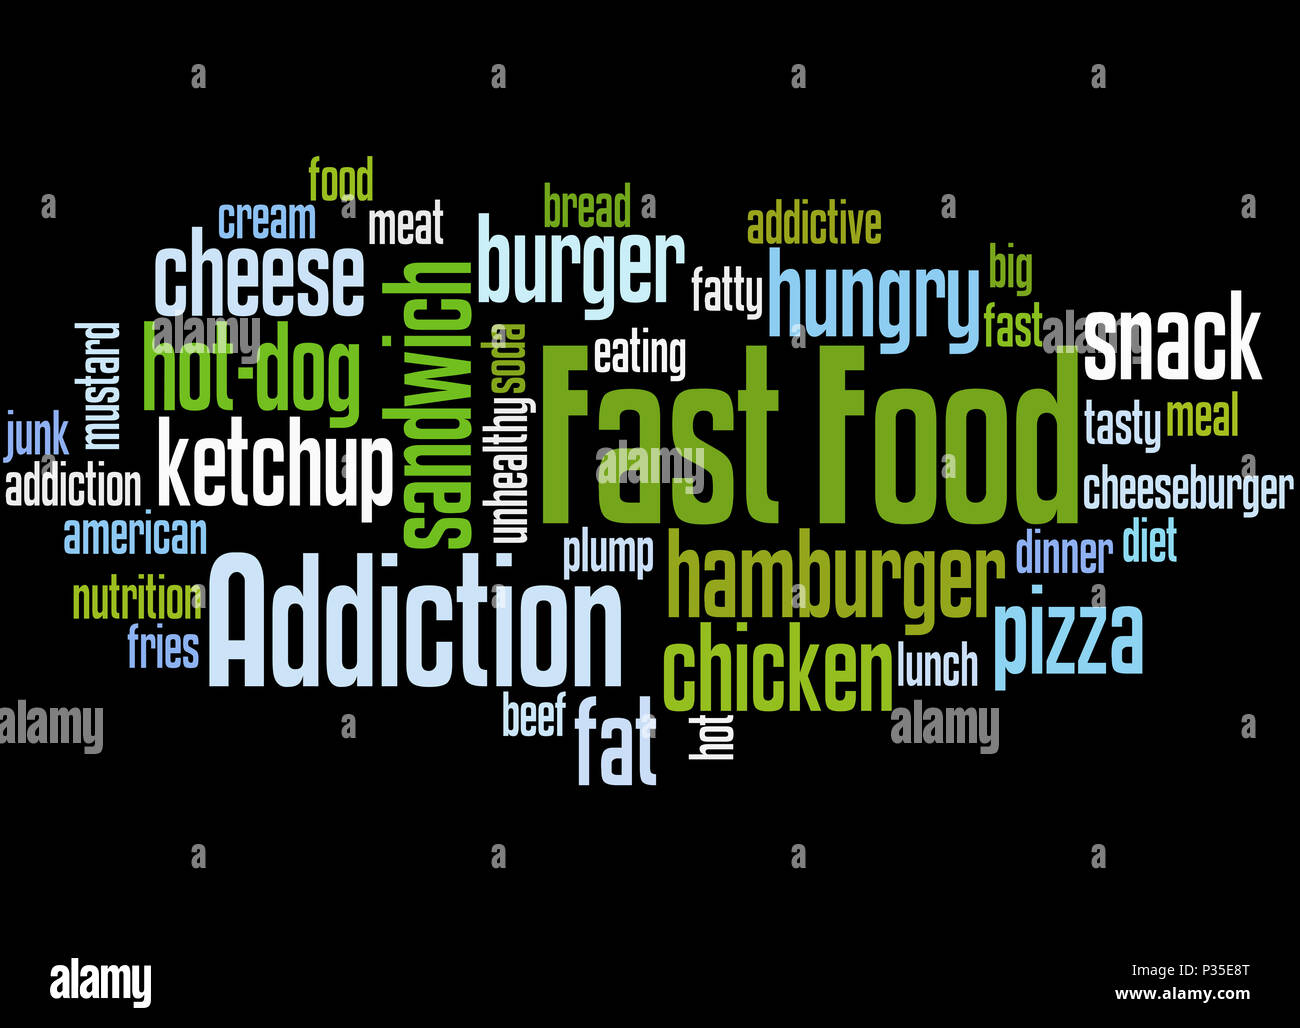 food
cream
meat
bread
addictive
cheese
burger
fatty
hungry
big
fast
snack
mustard
hot-dog
sandwich
soda
eating
Fast Food
tasty
meal
junk
ketchup
unhealthy
addiction
cheeseburger
american
plump
hamburger
dinner
diet
nutrition
Addiction
pizza
fries
chicken
lunch
beef
fat
hot
a a a a
a a a a a
a
alamy a alamy a
a a a a
alamy
Image ID: P35E8T
www.alamy.com